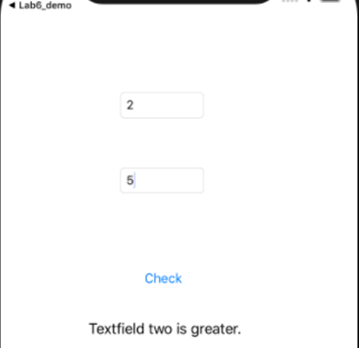 ◀ Lab6_demo
2
5
Check
Textfield two is greater.